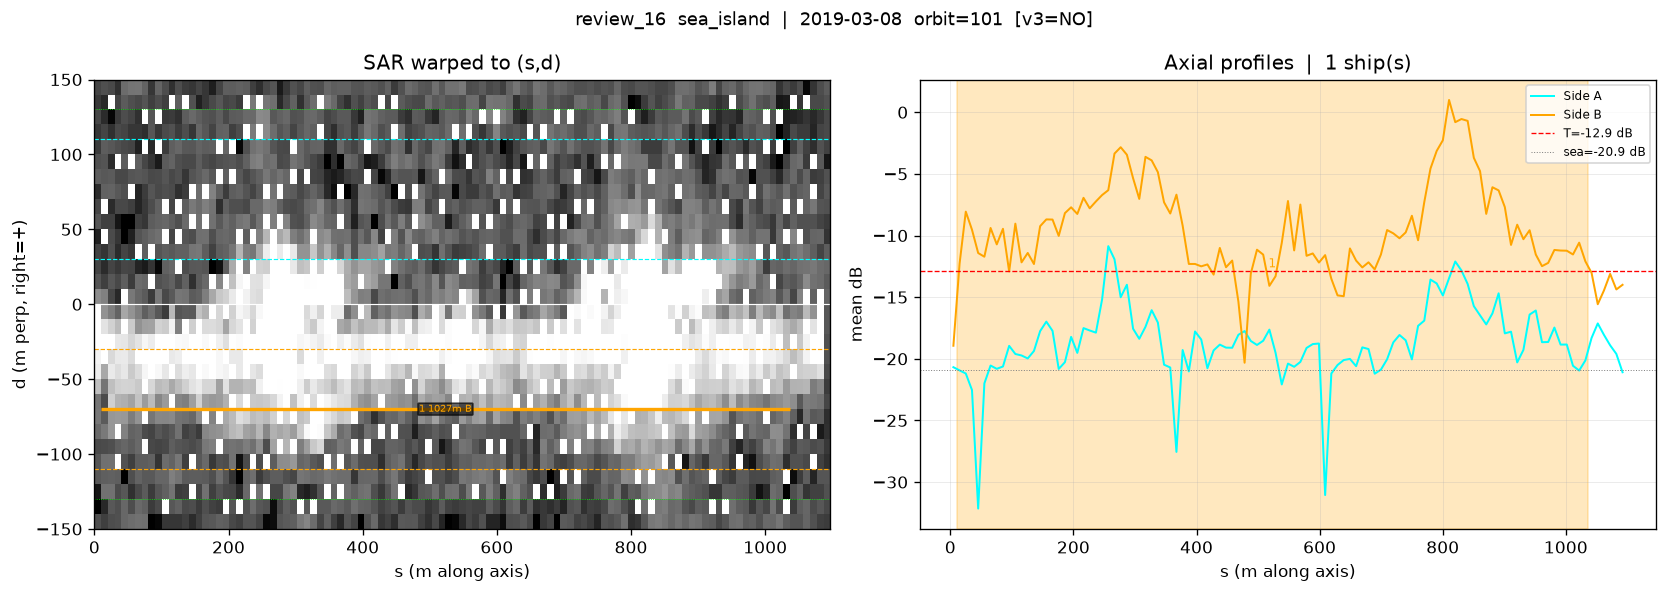 review_16  sea_island  |  2019-03-08  orbit=101  [v3=NO]
SAR warped to (s,d)
150
100
50
0
−50
−100
−150
d (m perp, right=+)
1 1027m B
0
200
400
600
800
1000
s (m along axis)
Axial profiles  |  1 ship(s)
0
−5
−10
−15
−20
−25
−30
mean dB
Side A
Side B
T=-12.9 dB
sea=-20.9 dB
1
0
200
400
600
800
1000
s (m along axis)